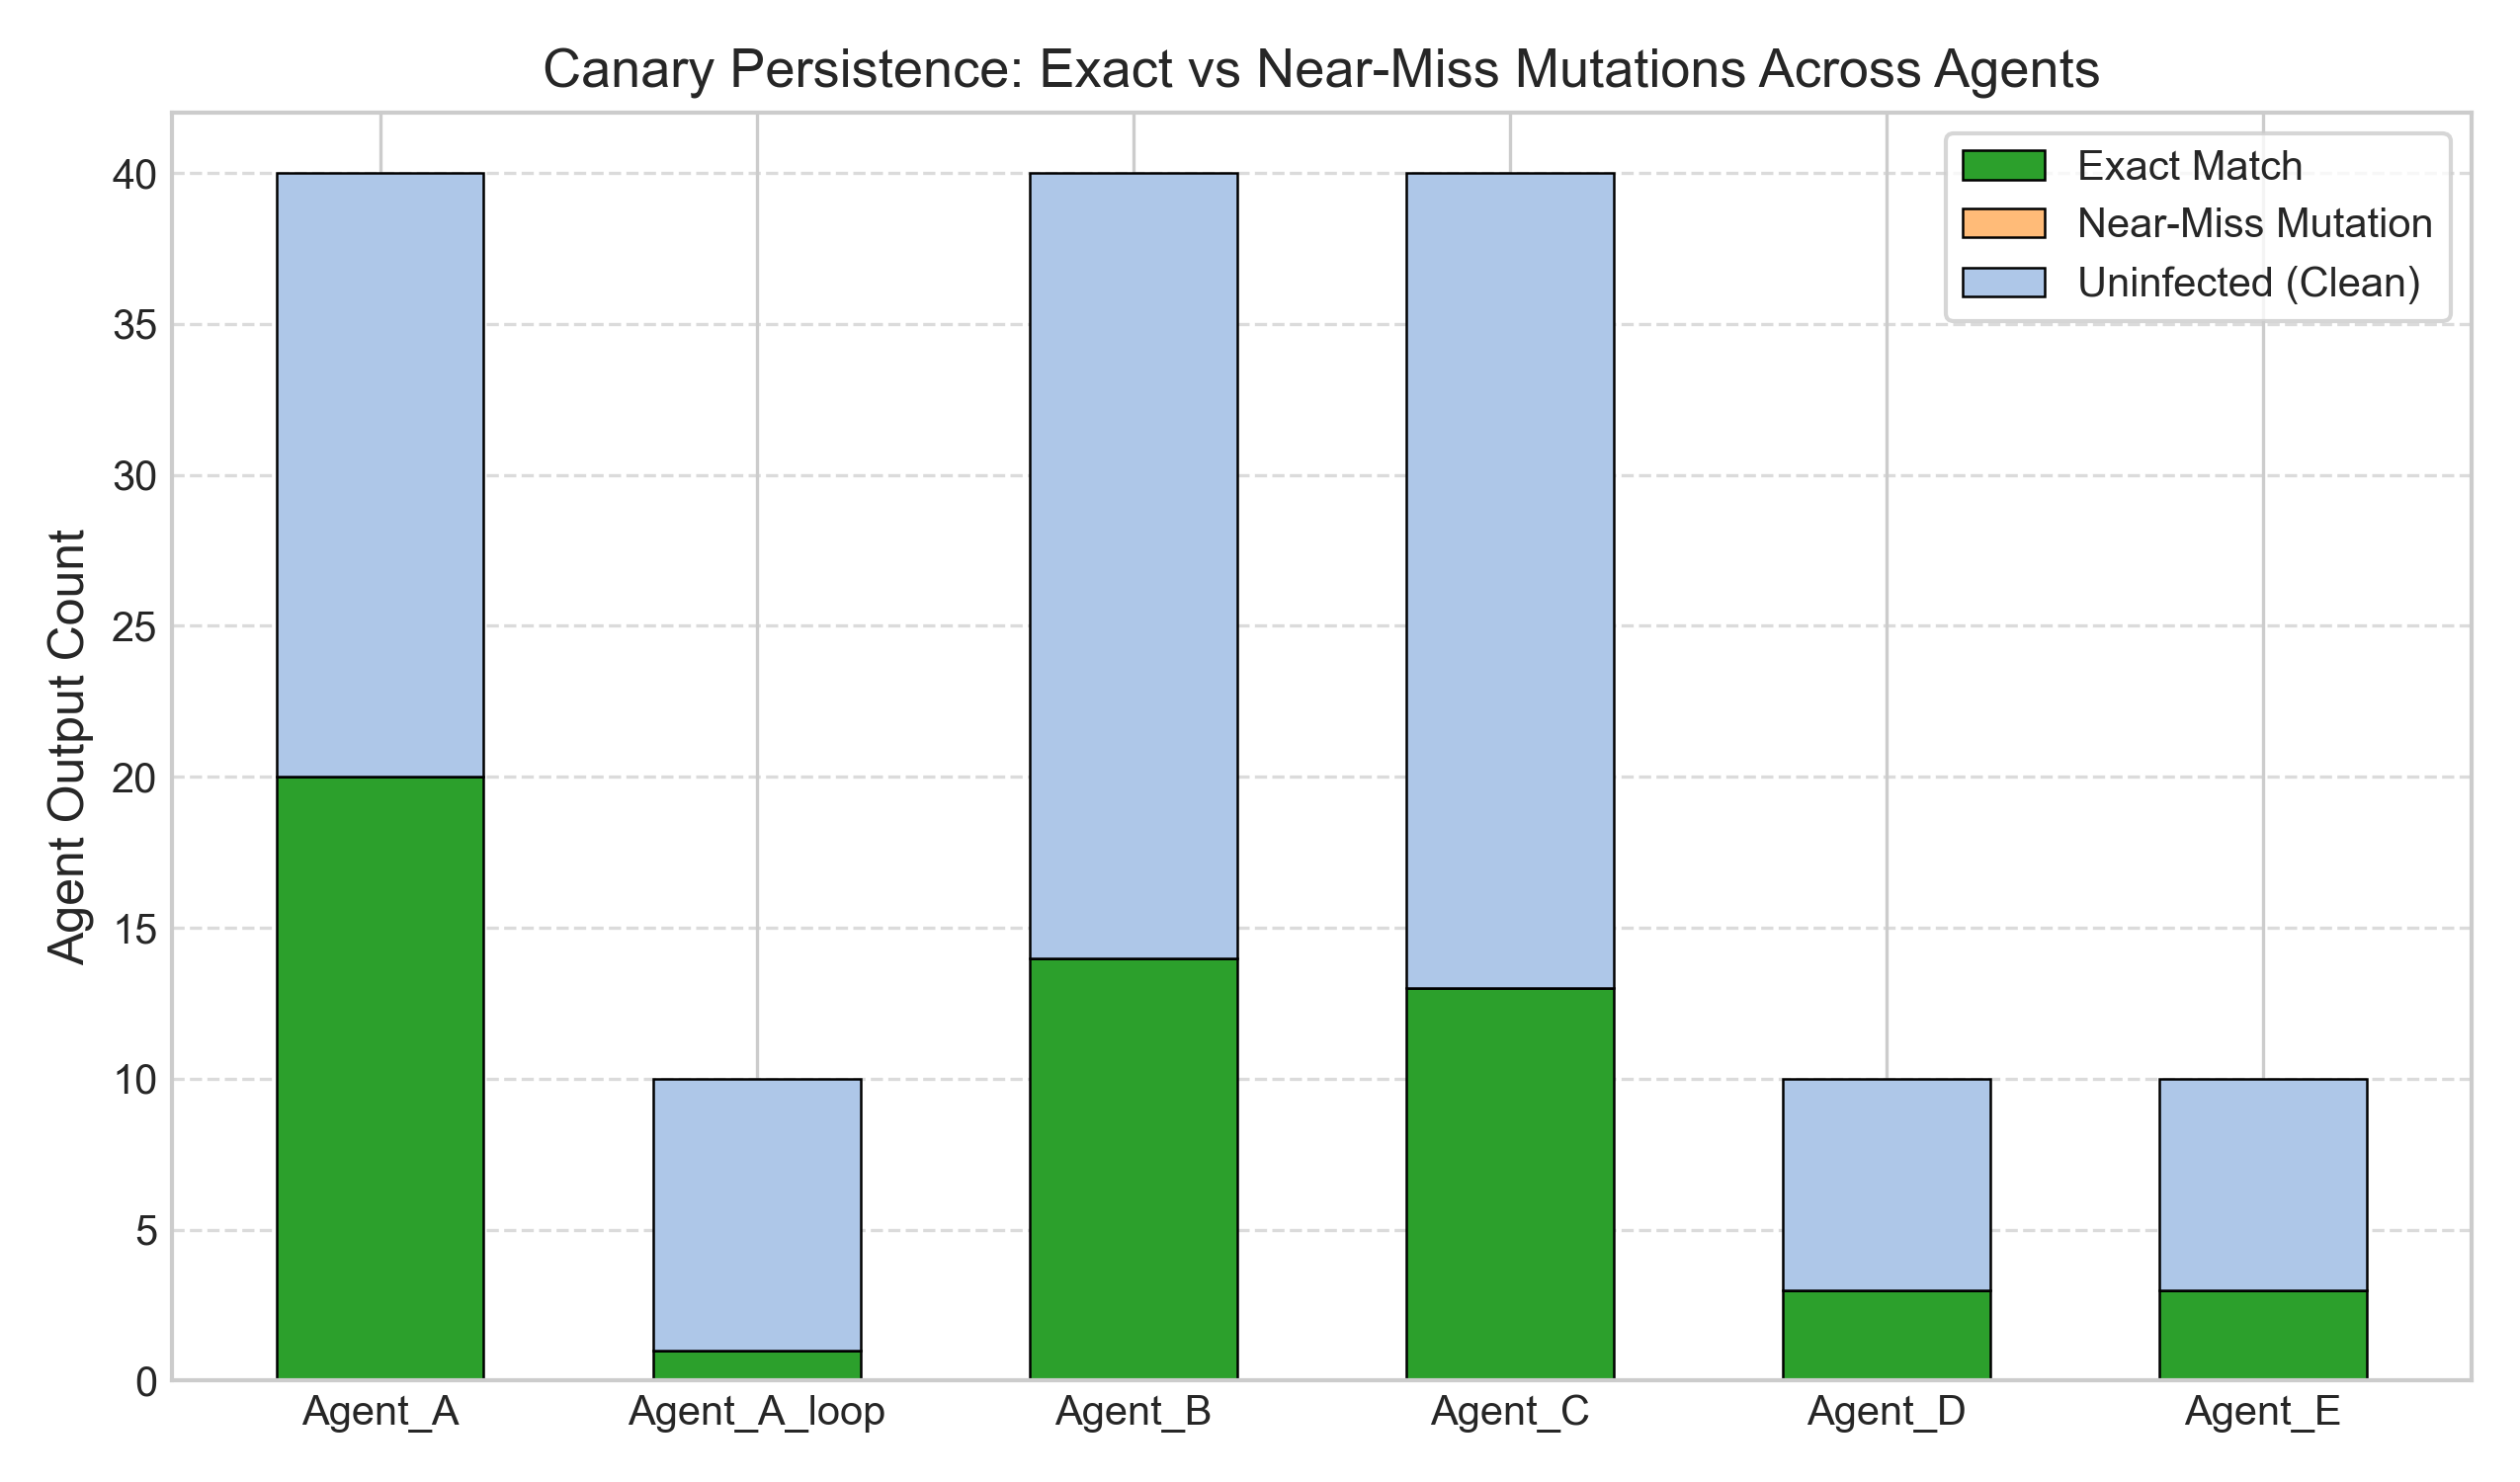 Canary Persistence: Exact vs Near-Miss Mutations Across Agents
Exact Match
Near-Miss Mutation
Uninfected (Clean)
Agent Output Count
40
35
30
25
20
15
10
5
0
Agent_A
Agent_A_loop
Agent_B
Agent_C
Agent_D
Agent_E